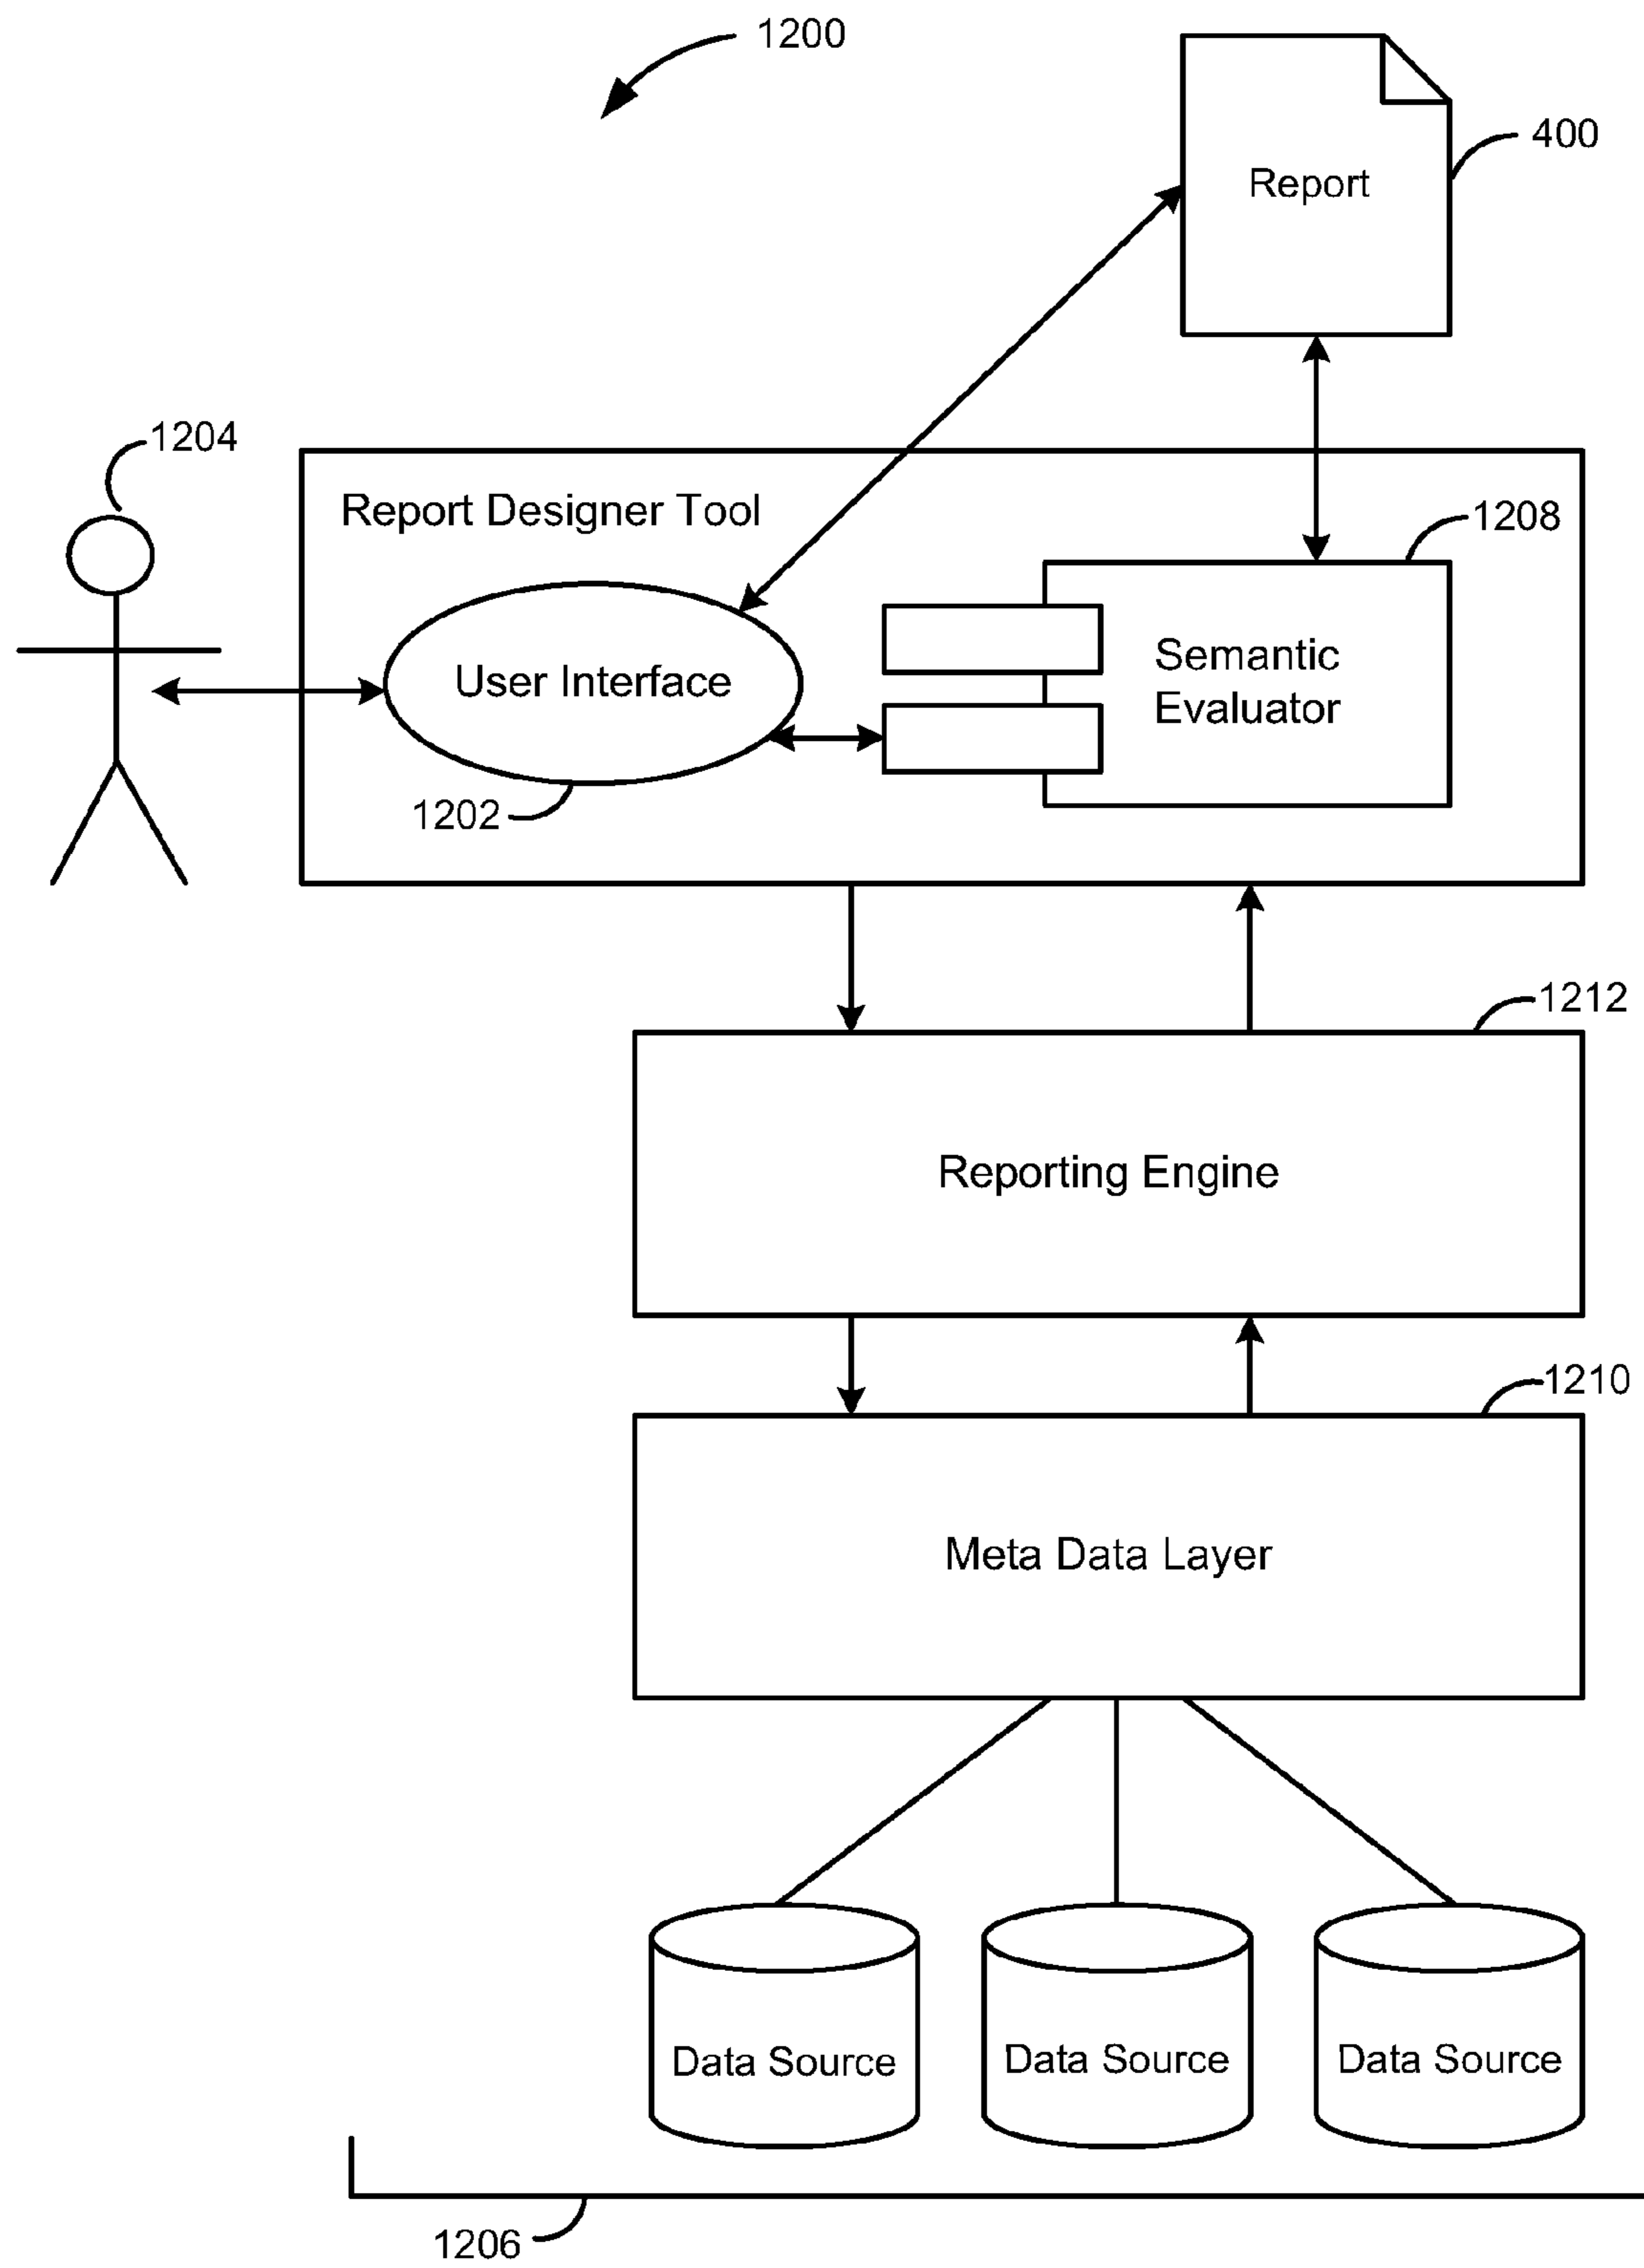 1200
400
Report
1204
Report Designer Tool
1208
Semantic
Evaluator
User Interface
1202
1212
Reporting Engine
1210
Meta Data Layer
Data Source
Data Source
Data Source
1206